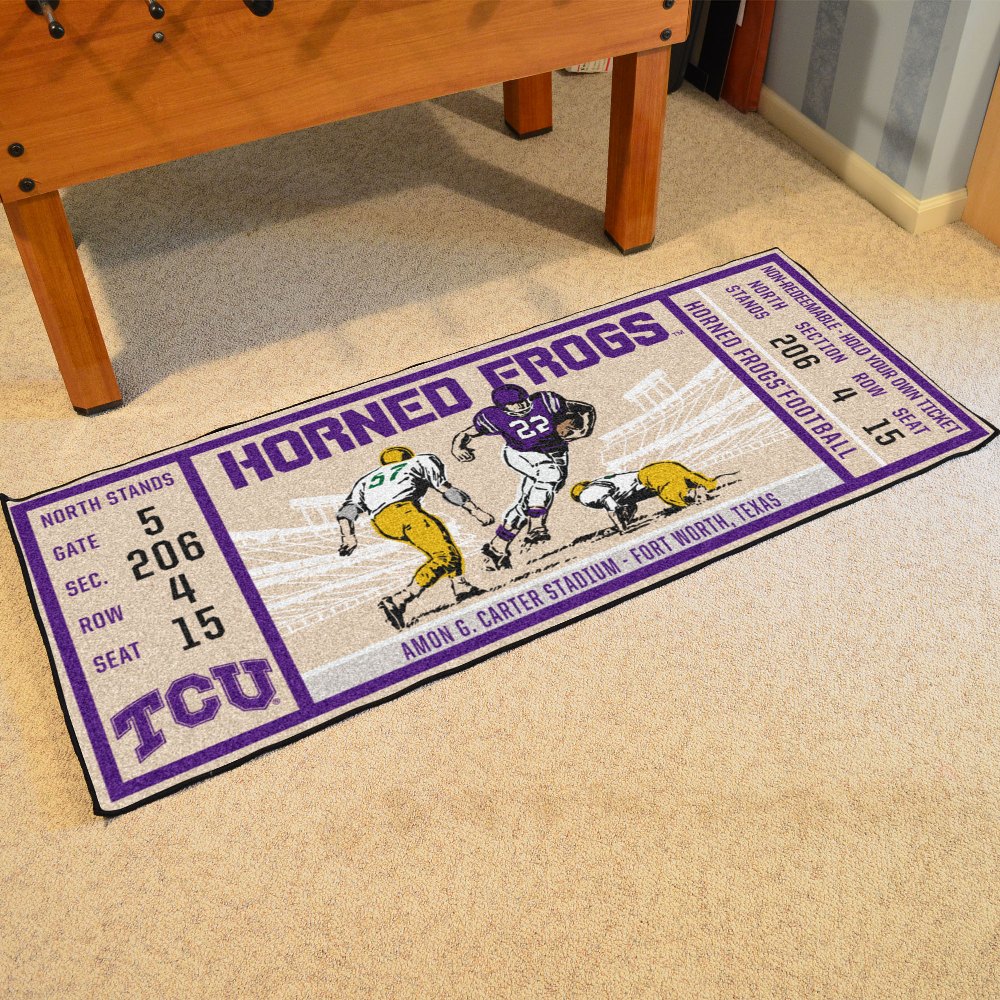 NORTH STANDS
GATE 5
SEC. 206
ROW 4
SEAT 15
TCU
HORNED FROGS™
57
22
AMON G. CARTER STADIUM - FORT WORTH, TEXAS
HORNED FROGS FOOTBALL
NORTH STANDS
SECTION 206
ROW 4
SEAT 15
NON-REDEEMABLE - HOLD YOUR OWN TICKET